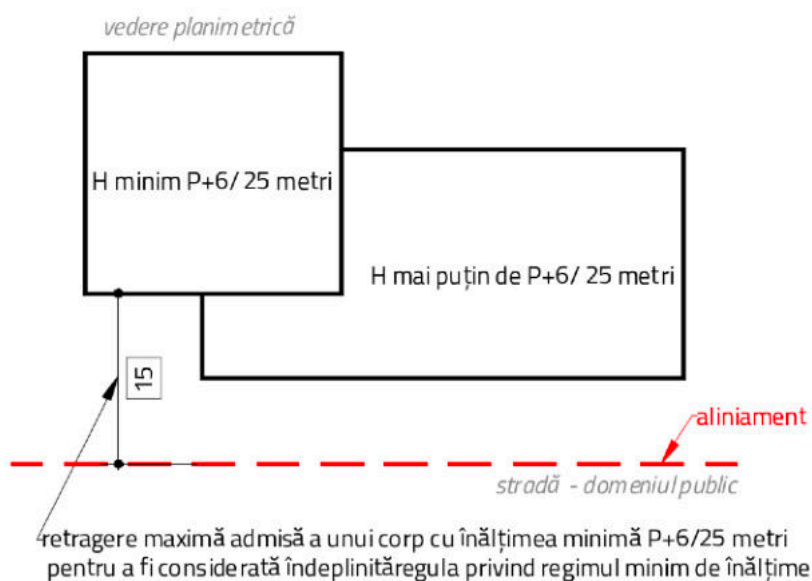 vedere planimetrică
H minim P+6/ 25 metri
H mai puțin de P+6/ 25 metri
15
aliniament
stradă - domeniul public
retragere maximă admisă a unui corp cu înălțimea minimă P+6/25 metri
pentru a fi considerată îndeplinităregula privind regimul minim de înălțime